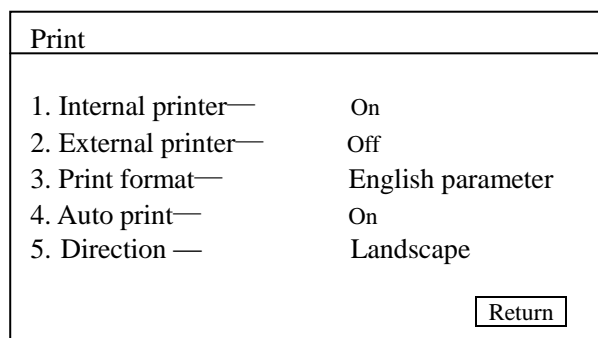 Print
1. Internal printer— On
2. External printer— Off
3. Print format— English parameter
4. Auto print— On
5. Direction — Landscape
Return